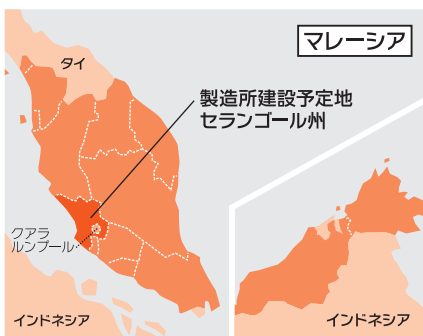 マレーシア
タイ
製造所建設予定地
セランゴール州
クアラ
ルンプール
インドネシア
インドネシア